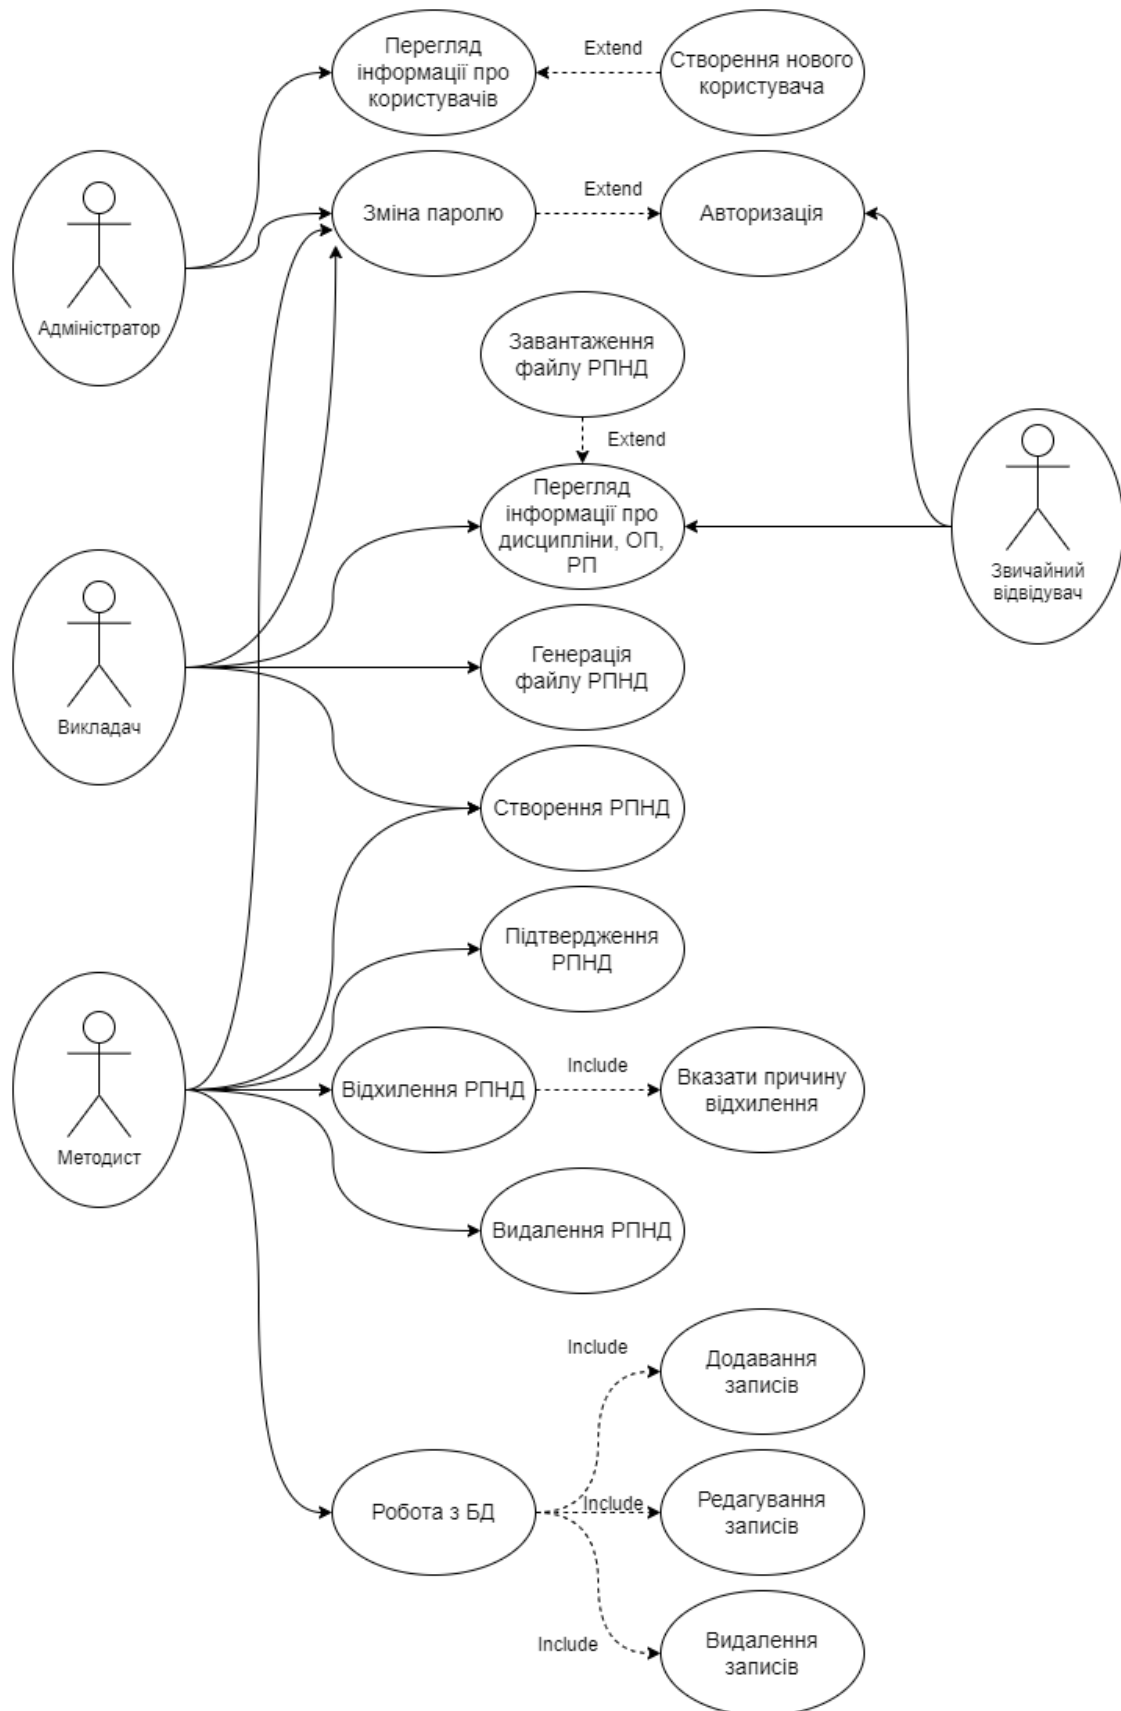 Перегляд
інформації про
користувачів
Extend
Створення нового
користувача
Адміністратор
Зміна паролю
Extend
Авторизація
Завантаження
файлу РПНД
Extend
Перегляд
інформації про
дисципліни, ОП,
РП
Звичайний
відвідувач
Викладач
Генерація
файлу РПНД
Створення РПНД
Підтвердження
РПНД
Методист
Відхилення РПНД
Include
Вказати причину
відхилення
Видалення РПНД
Include
Додавання
записів
Робота з БД
Include
Редагування
записів
Include
Видалення
записів